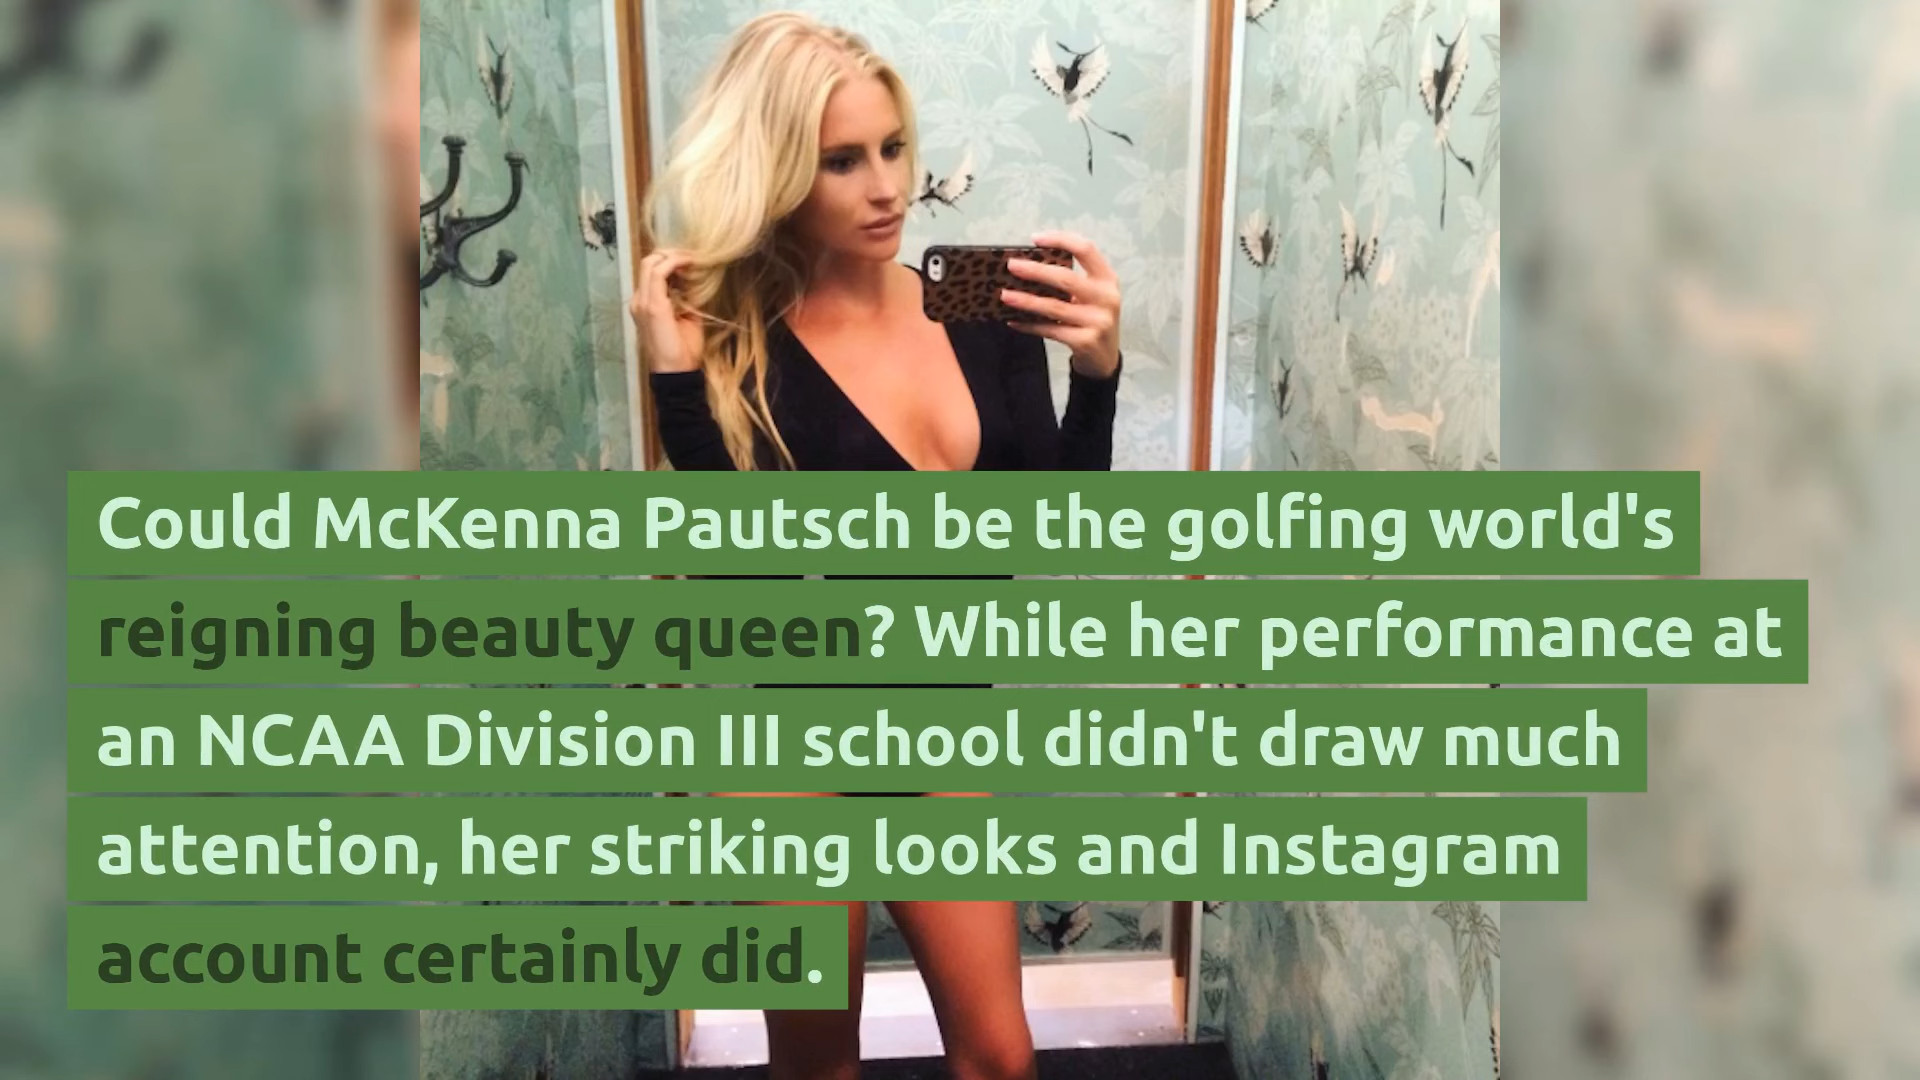 Could McKenna Pautsch be the golfing world's
reigning beauty queen? While her performance at
an NCAA Division III school didn't draw much
attention, her striking looks and Instagram
account certainly did.